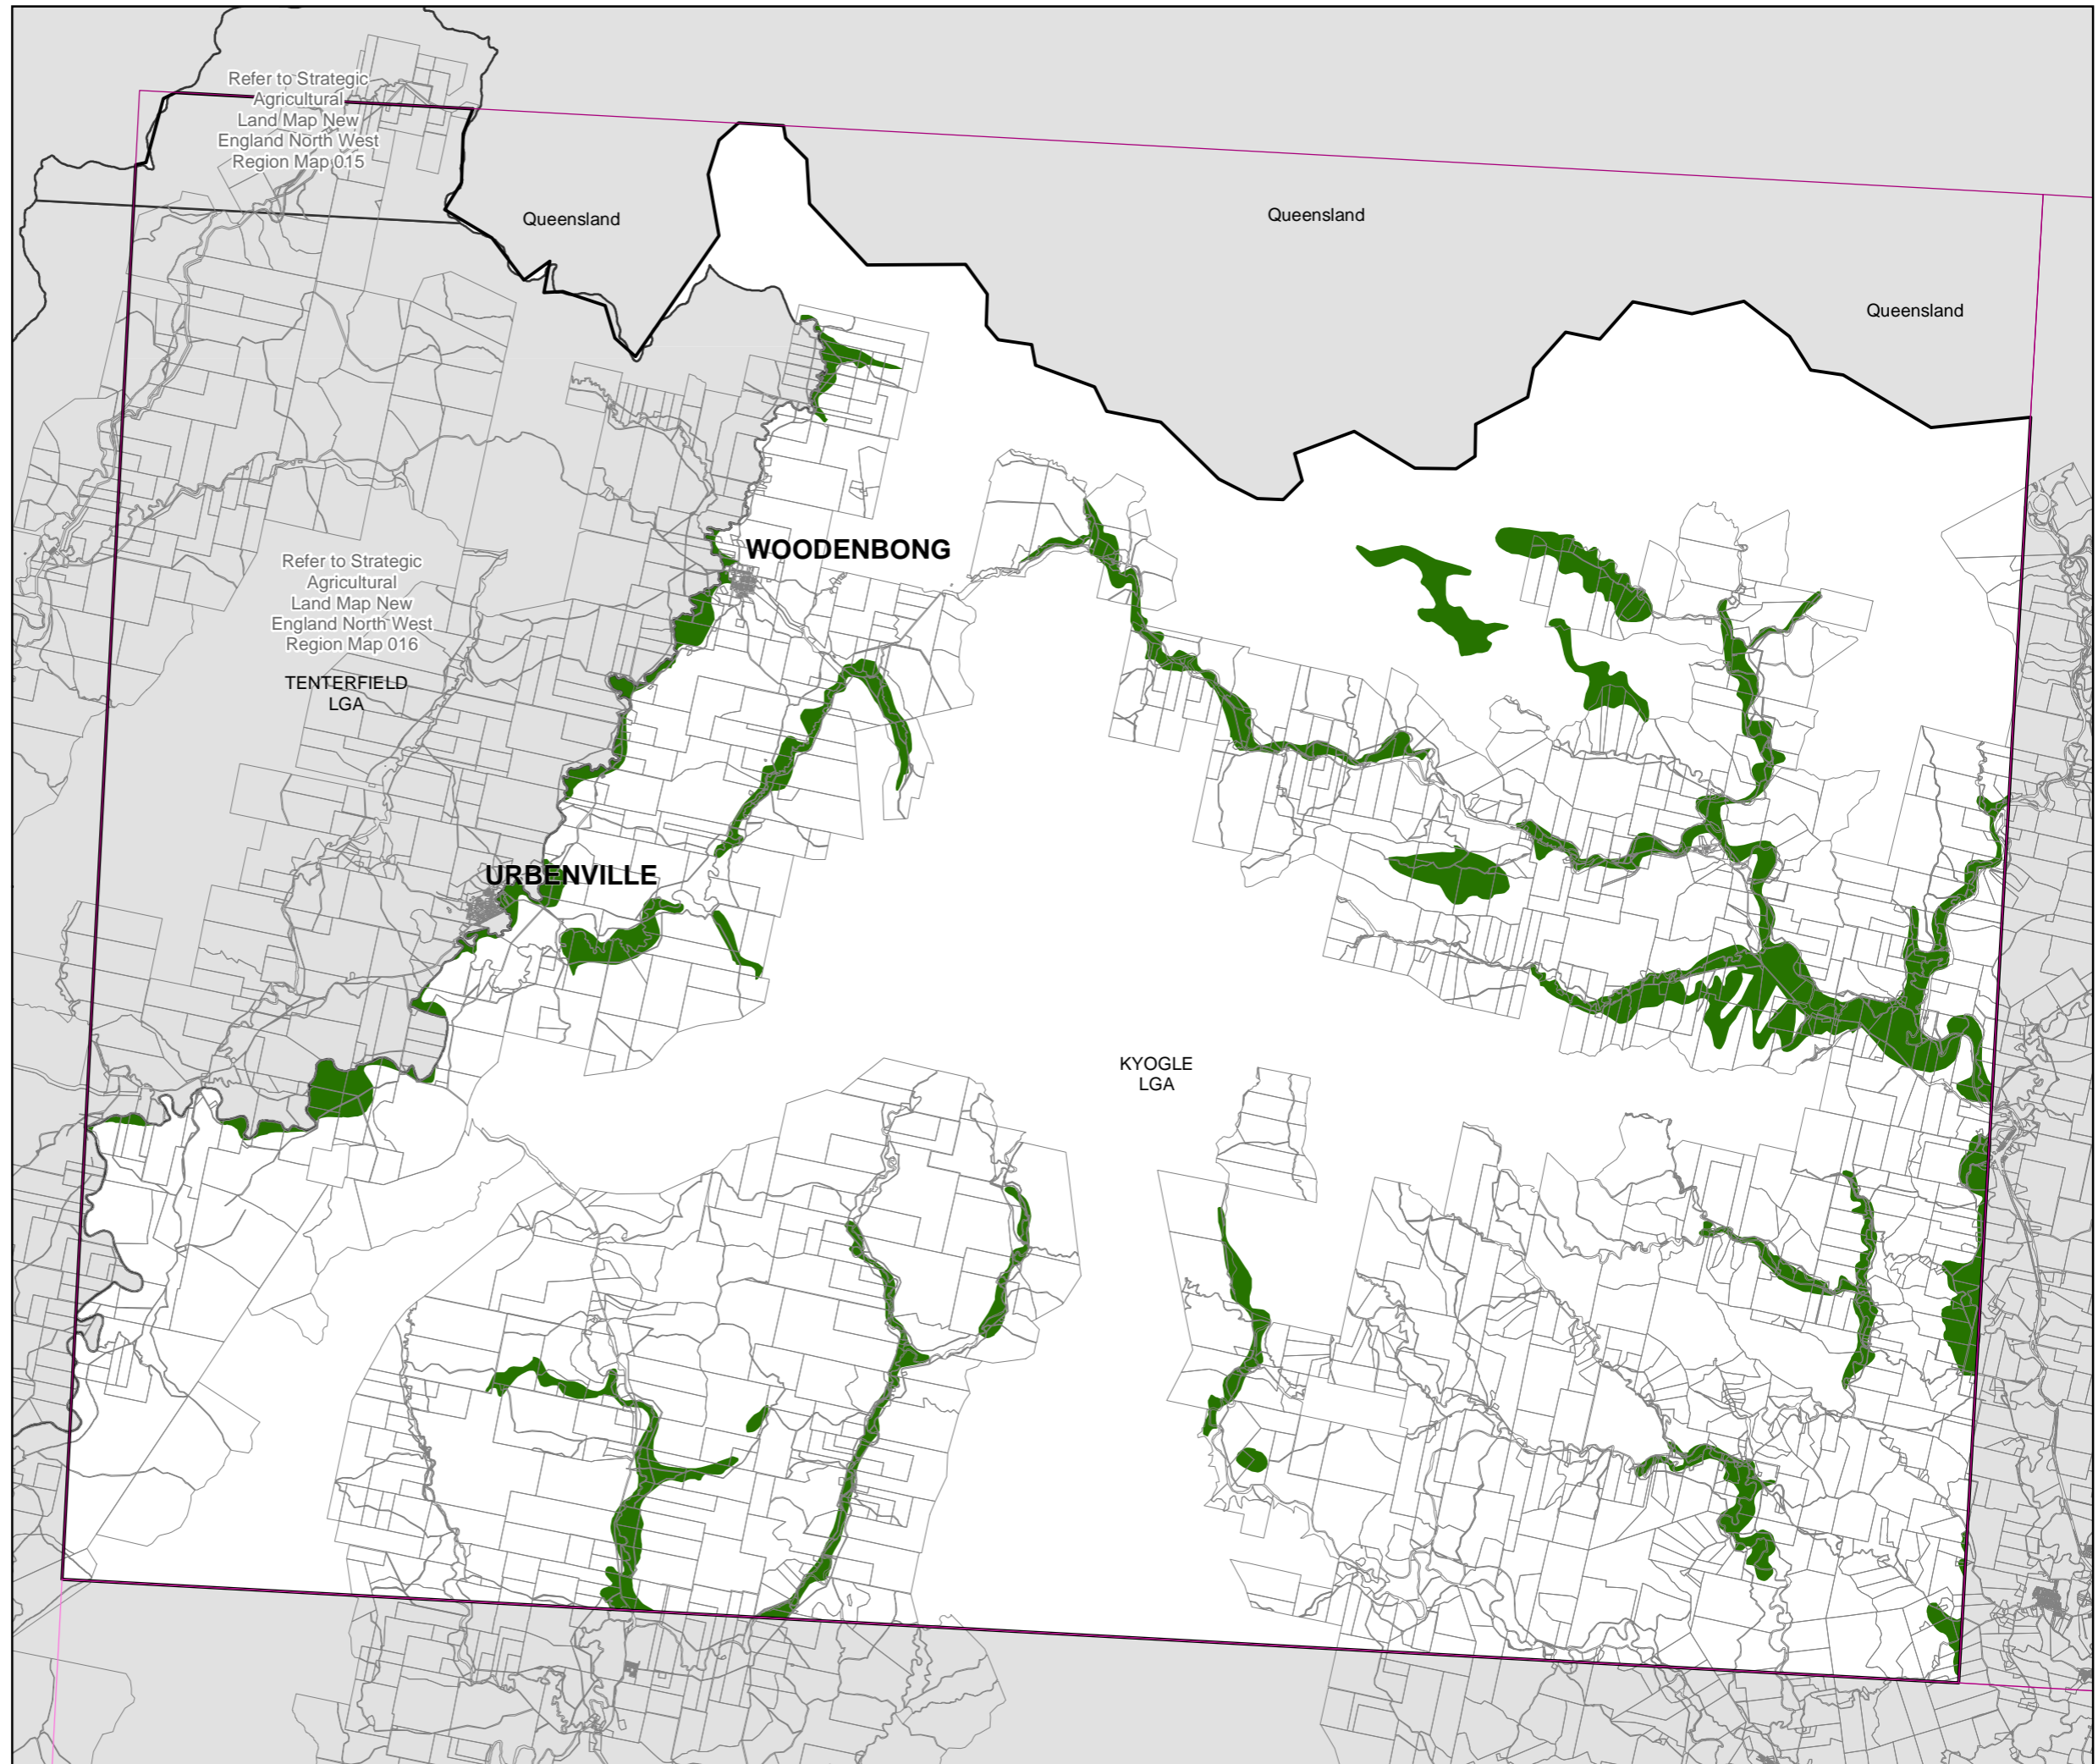 Refer to Strategic
Agricultural
Land Map New
England North West
Region Map 015
Queensland
Queensland
Queensland
WOODENBONG
Refer to Strategic
Agricultural
Land Map New
England North West
Region Map 016
TENTERFIELD
LGA
URBENVILLE
KYOGLE
LGA